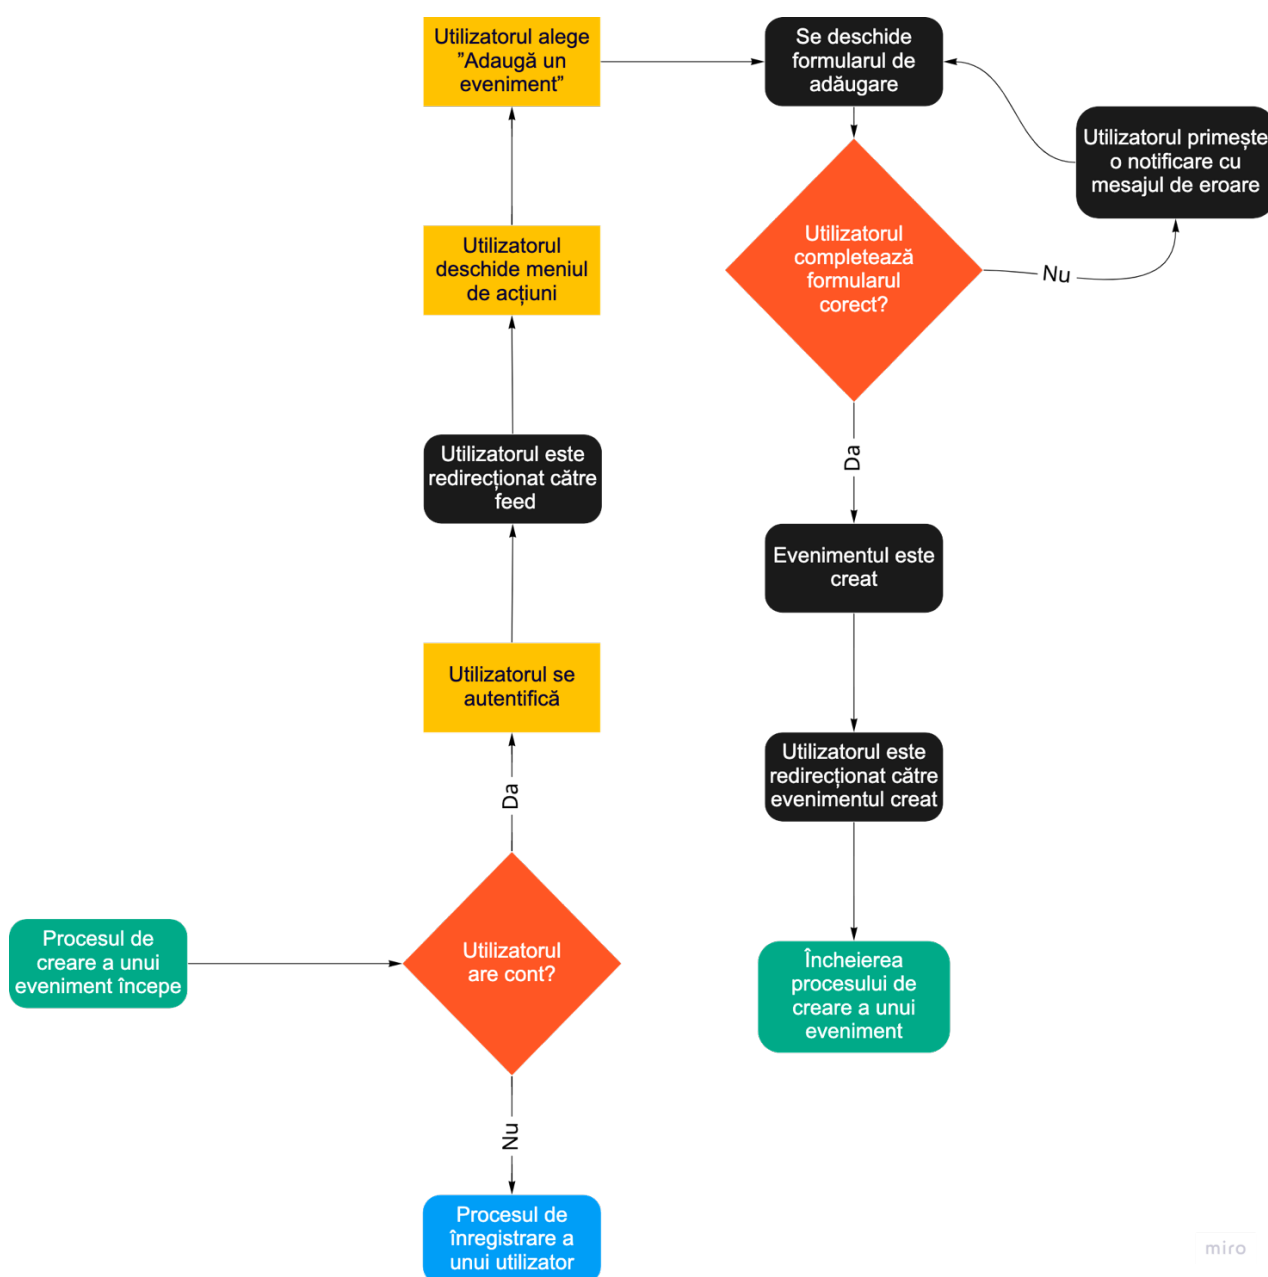 Utilizatorul alege
”Adaugă un
eveniment”
Se deschide
formularul de
adăugare
Utilizatorul primește
o notificare cu
mesajul de eroare
Utilizatorul
completează
formularul
corect?
Nu
Utilizatorul
deschide meniul
de acțiuni
Da
Utilizatorul este
redirecționat către
feed
Evenimentul este
creat
Utilizatorul se
autentifică
Utilizatorul este
redirecționat către
evenimentul creat
Da
Procesul de
creare a unui
eveniment începe
Utilizatorul
are cont?
Încheierea
procesului de
creare a unui
eveniment
Nu
Procesul de
înregistrare a
unui utilizator
miro